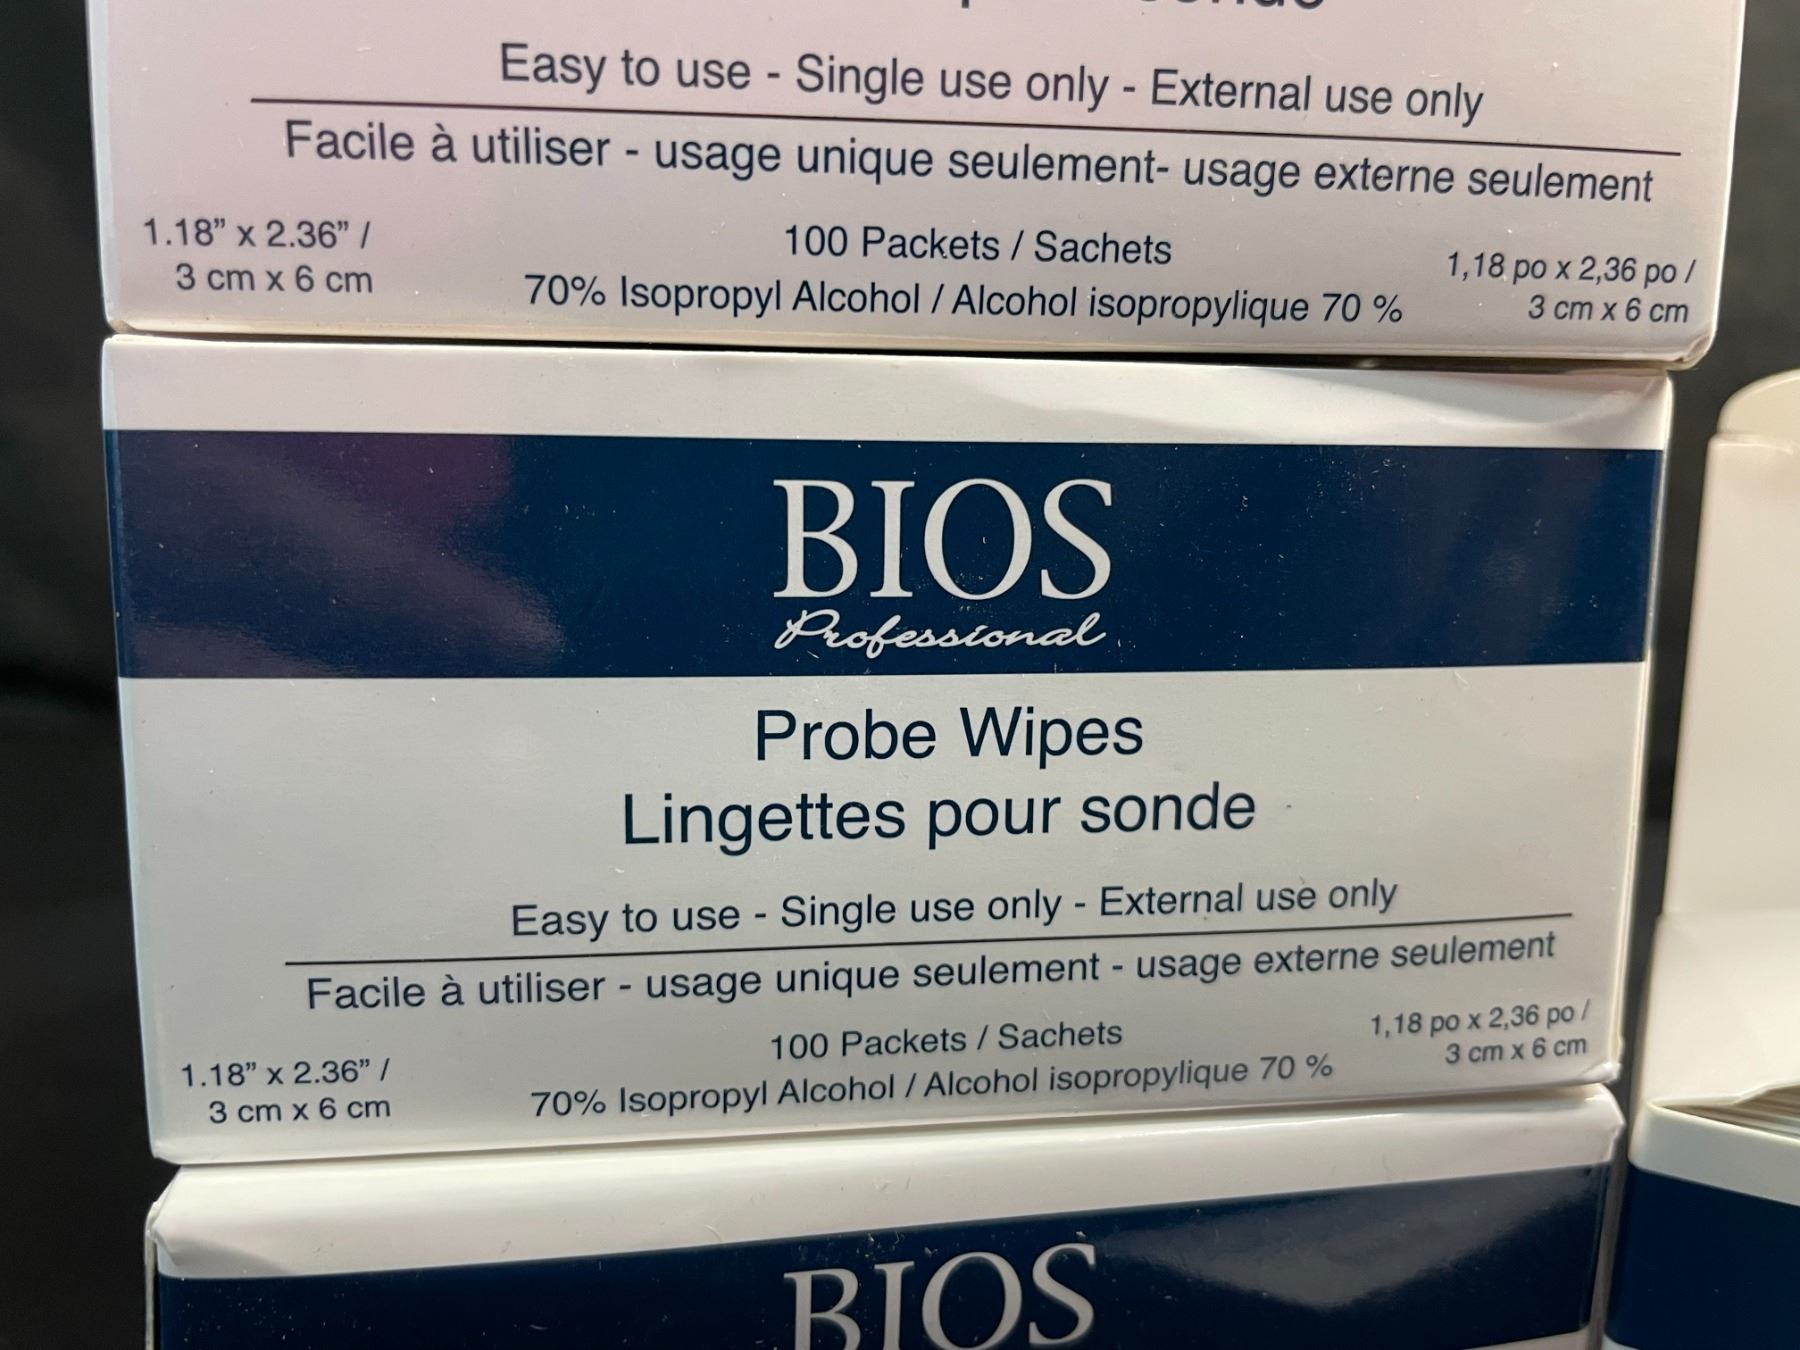 Easy to use - Single use only - External use only
Facile à utiliser - usage unique seulement- usage externe seulement
1.18” x 2.36” /
3 cm x 6 cm
100 Packets / Sachets
70% Isopropyl Alcohol / Alcohol isopropylique 70 %
1,18 po x 2,36 po /
3 cm x 6 cm
BIOS
Professional
Probe Wipes
Lingettes pour sonde
Easy to use - Single use only - External use only
Facile à utiliser - usage unique seulement - usage externe seulement
1.18” x 2.36” /
3 cm x 6 cm
100 Packets / Sachets
70% Isopropyl Alcohol / Alcohol isopropylique 70 %
1,18 po x 2,36 po /
3 cm x 6 cm
BIOS